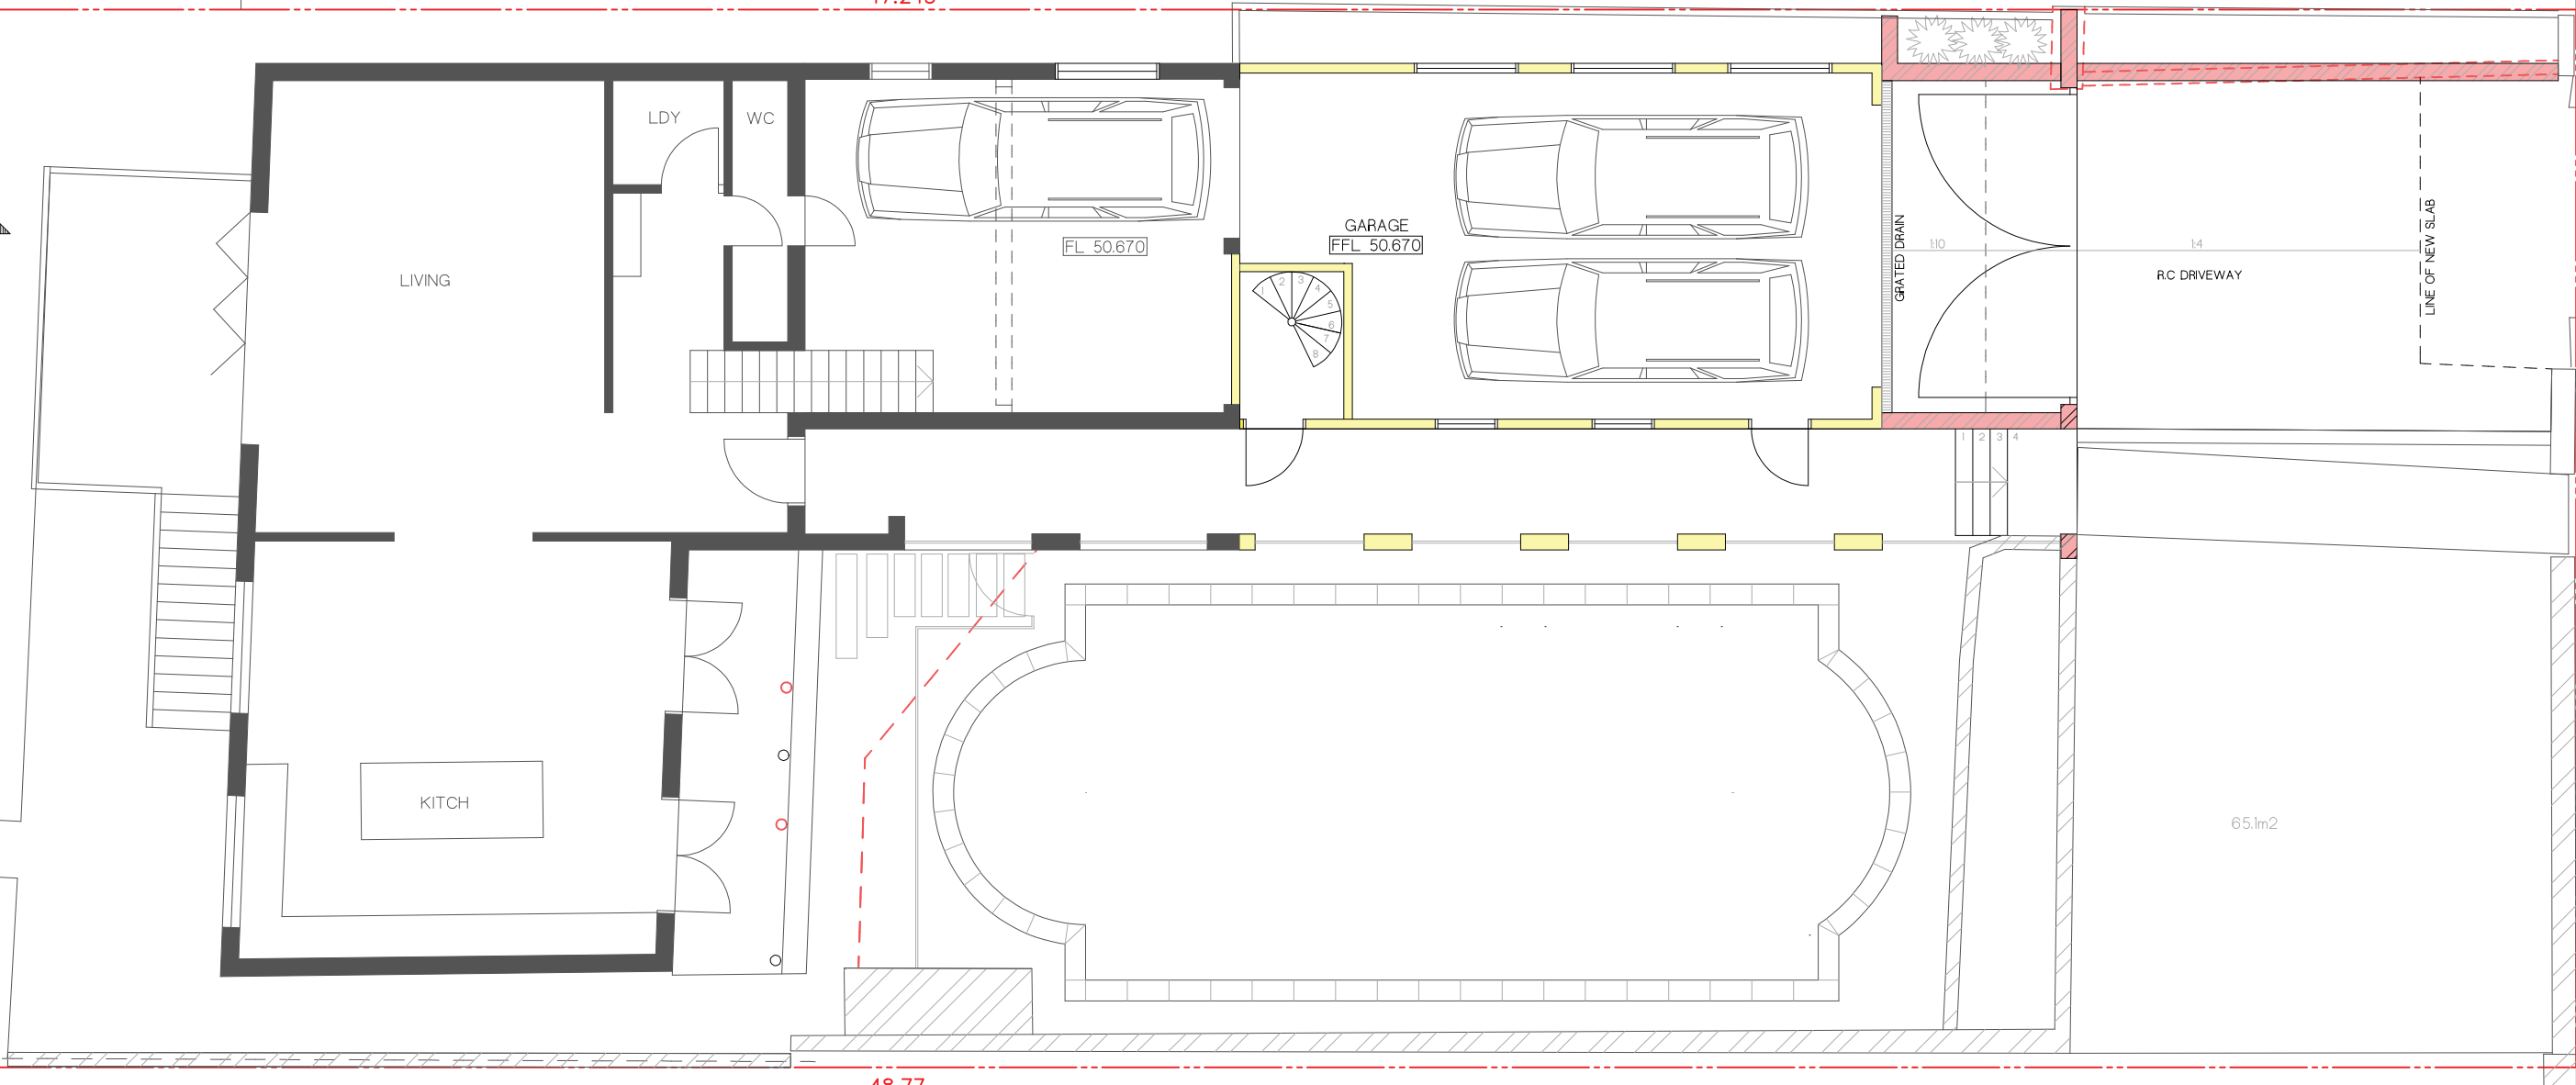 LDY
WC
LIVING
FL 50.670
GARAGE
FFL 50.670
1
2
3
4
5
6
7
8
GRATED DRAIN
1:10
1:4
R.C DRIVEWAY
LINE OF NEW SLAB
1 2 3 4
KITCH
65.1m2
48.77